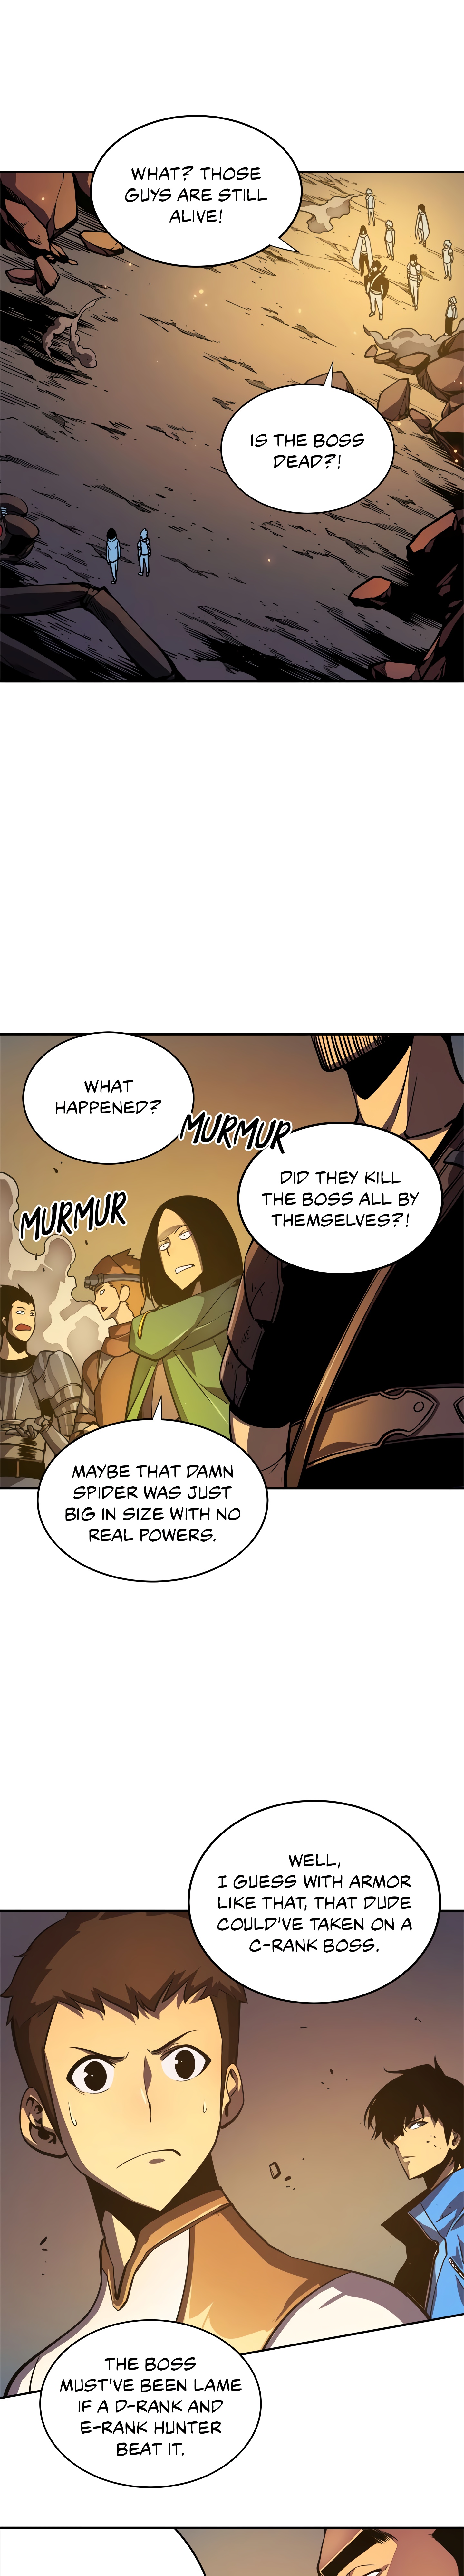 WHAT? THOSE
GUYS ARE STILL
ALIVE!
IS THE BOSS
DEAD?!
WHAT
HAPPENED?
MURMUR
DID THEY KILL
THE BOSS ALL BY
THEMSELVES?!
MURMUR
MAYBE THAT DAMN
SPIDER WAS JUST
BIG IN SIZE WITH NO
REAL POWERS.
WELL,
I GUESS WITH ARMOR
LIKE THAT, THAT DUDE
COULD'VE TAKEN ON A
C-RANK BOSS.
THE BOSS
MUST'VE BEEN LAME
IF A D-RANK AND
E-RANK HUNTER
BEAT IT.